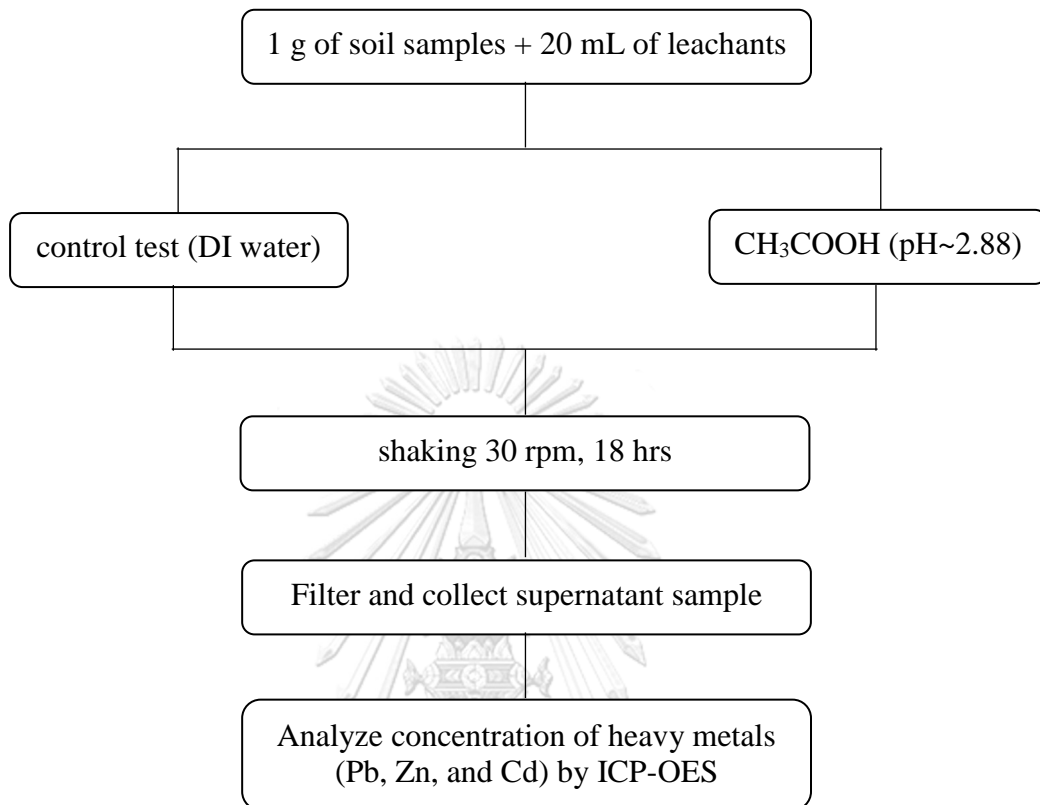 1 g of soil samples + 20 mL of leachants
control test (DI water)
CH₃COOH (pH~2.88)
shaking 30 rpm, 18 hrs
Filter and collect supernatant sample
Analyze concentration of heavy metals
(Pb, Zn, and Cd) by ICP-OES